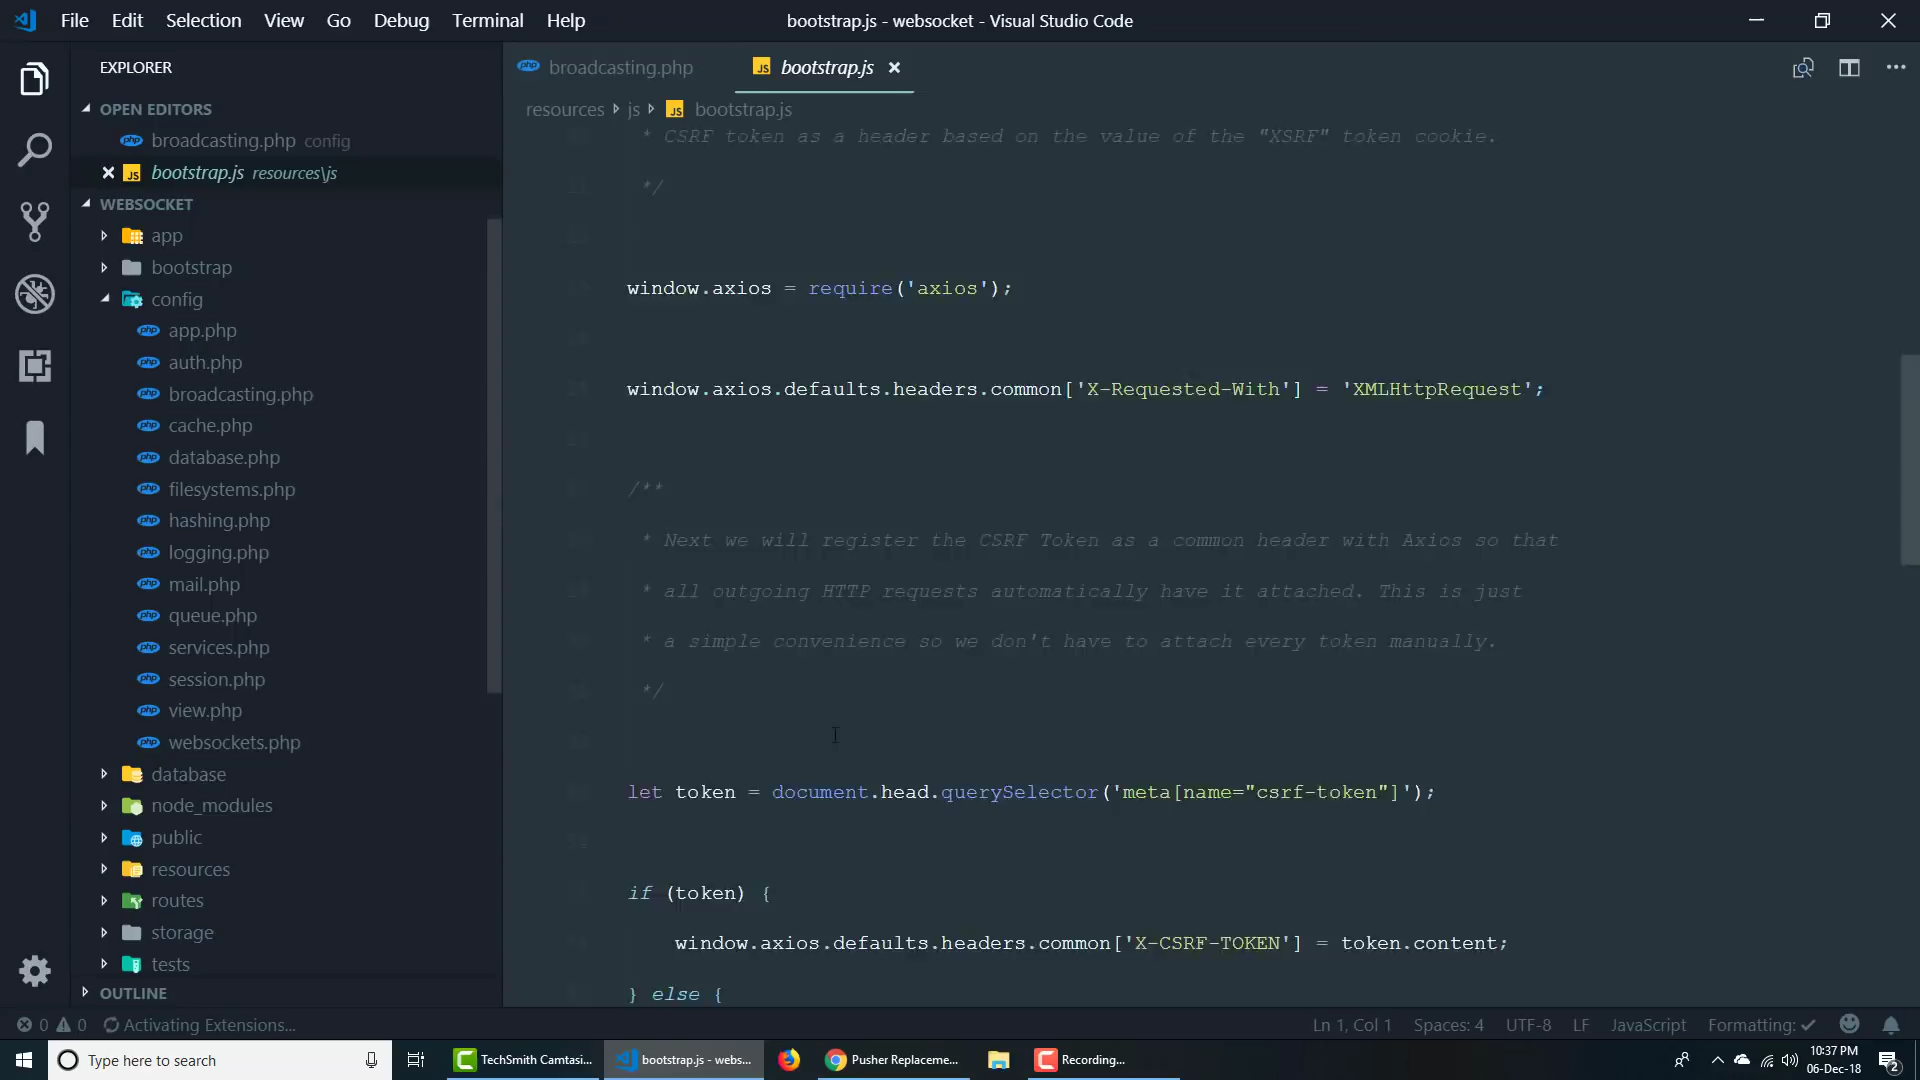 File Edit Selection View Go Debug Terminal Help
bootstrap.js - websocket - Visual Studio Code
EXPLORER
OPEN EDITORS
broadcasting.php config
bootstrap.js resources\js
WEBSOCKET
app
bootstrap
config
app.php
auth.php
broadcasting.php
cache.php
database.php
filesystems.php
hashing.php
logging.php
mail.php
queue.php
services.php
session.php
view.php
websockets.php
database
node_modules
public
resources
routes
storage
tests
OUTLINE
broadcasting.php
JS bootstrap.js
resources js JS bootstrap.js
* CSRF token as a header based on the value of the "XSRF" token cookie.
*/
window.axios = require('axios');
window.axios.defaults.headers.common['X-Requested-With'] = 'XMLHttpRequest';
/**
* Next we will register the CSRF Token as a common header with Axios so that
* all outgoing HTTP requests automatically have it attached. This is just
* a simple convenience so we don't have to attach every token manually.
*/
let token = document.head.querySelector('meta[name="csrf-token"]');
if (token) {
window.axios.defaults.headers.common['X-CSRF-TOKEN'] = token.content;
} else {
0 0 Activating Extensions...
Ln 1, Col 1 Spaces: 4 UTF-8 LF JavaScript Formatting: ✓
Type here to search
TechSmith Camtasi...
bootstrap.js - webs...
Pusher Replaceme...
Recording...
10:37 PM
06-Dec-18
2